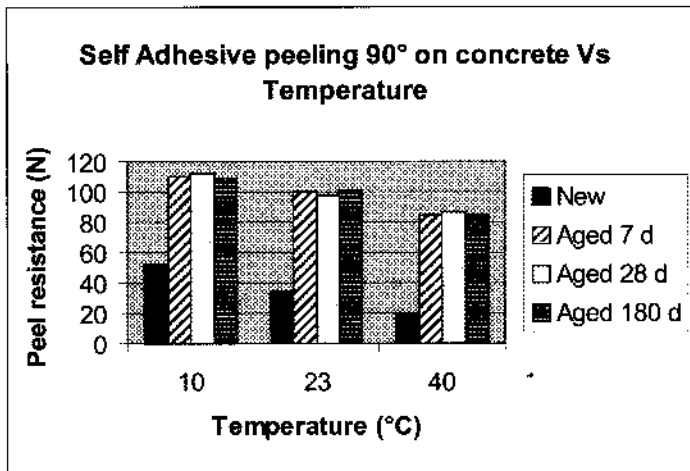 Self Adhesive peeling 90° on concrete Vs
Temperature
Peel resistance (N)
120
100
80
60
40
20
0
10
23
40
Temperature (°C)
New
Aged 7 d
Aged 28 d
Aged 180 d